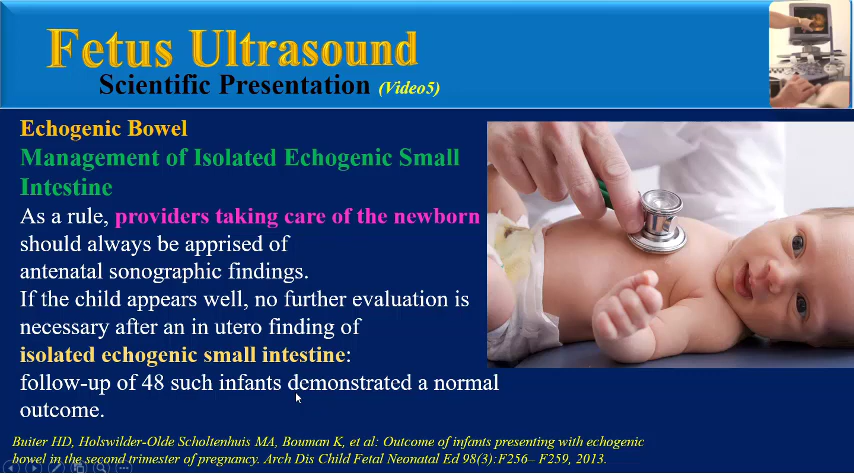 Fetus Ultrasound
Scientific Presentation (Video5)
Echogenic Bowel
Management of Isolated Echogenic Small
Intestine
As a rule, providers taking care of the newborn
should always be apprised of
antenatal sonographic findings.
If the child appears well, no further evaluation is
necessary after an in utero finding of
isolated echogenic small intestine:
follow-up of 48 such infants demonstrated a normal
outcome.
Buiter HD, Holswilder-Olde Scholtenhuis MA, Bouman K, et al: Outcome of infants presenting with echogenic
bowel in the second trimester of pregnancy. Arch Dis Child Fetal Neonatal Ed 98(3):F256– F259, 2013.